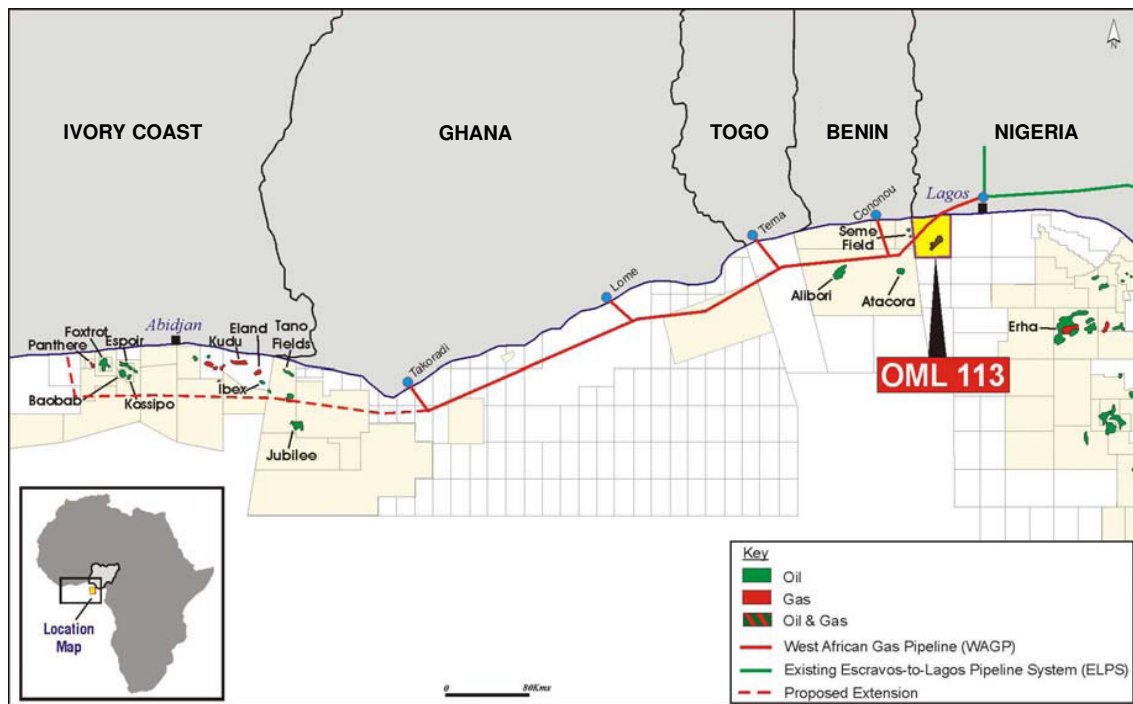 N
IVORY COAST
GHANA
TOGO
BENIN
NIGERIA
Lagos
Cononou
Tema
Seme
Field
Lome
Alibori
Atacora
Erha
OML 113
Abidjan
Foxtrot
Panthere
Espoir
Eland
Kudu
Tano
Fields
Ibex
Takoradi
Baobab
Kossipo
Jubilee
Location
Map
0 80Kms
Key
Oil
Gas
Oil & Gas
West African Gas Pipeline (WAGP)
Existing Escravos-to-Lagos Pipeline System (ELPS)
Proposed Extension